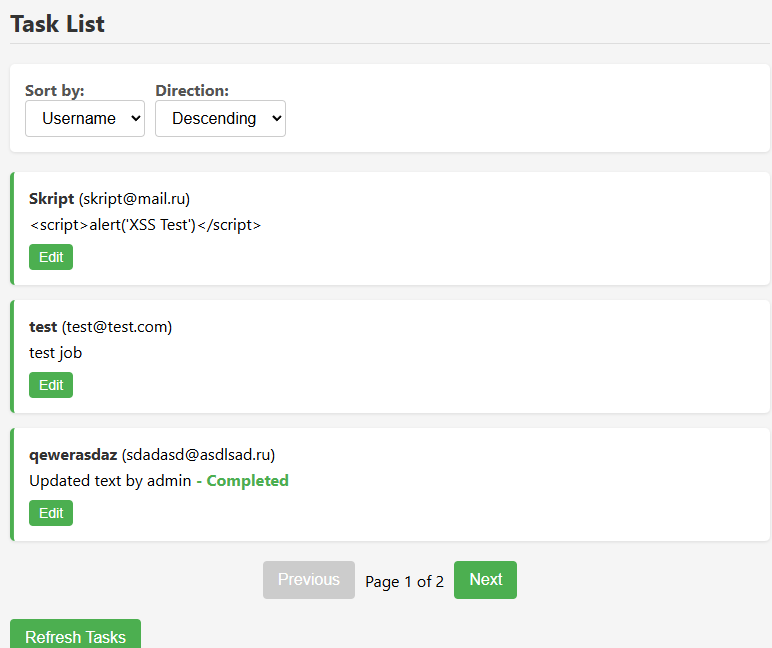 Task List
Sort by: Direction:
Username Descending
Skript (skript@mail.ru)
<script>alert('XSS Test')</script>
Edit
test (test@test.com)
test job
Edit
qewerasdaz (sdadasd@asdlsad.ru)
Updated text by admin - Completed
Edit
Previous Page 1 of 2 Next
Refresh Tasks